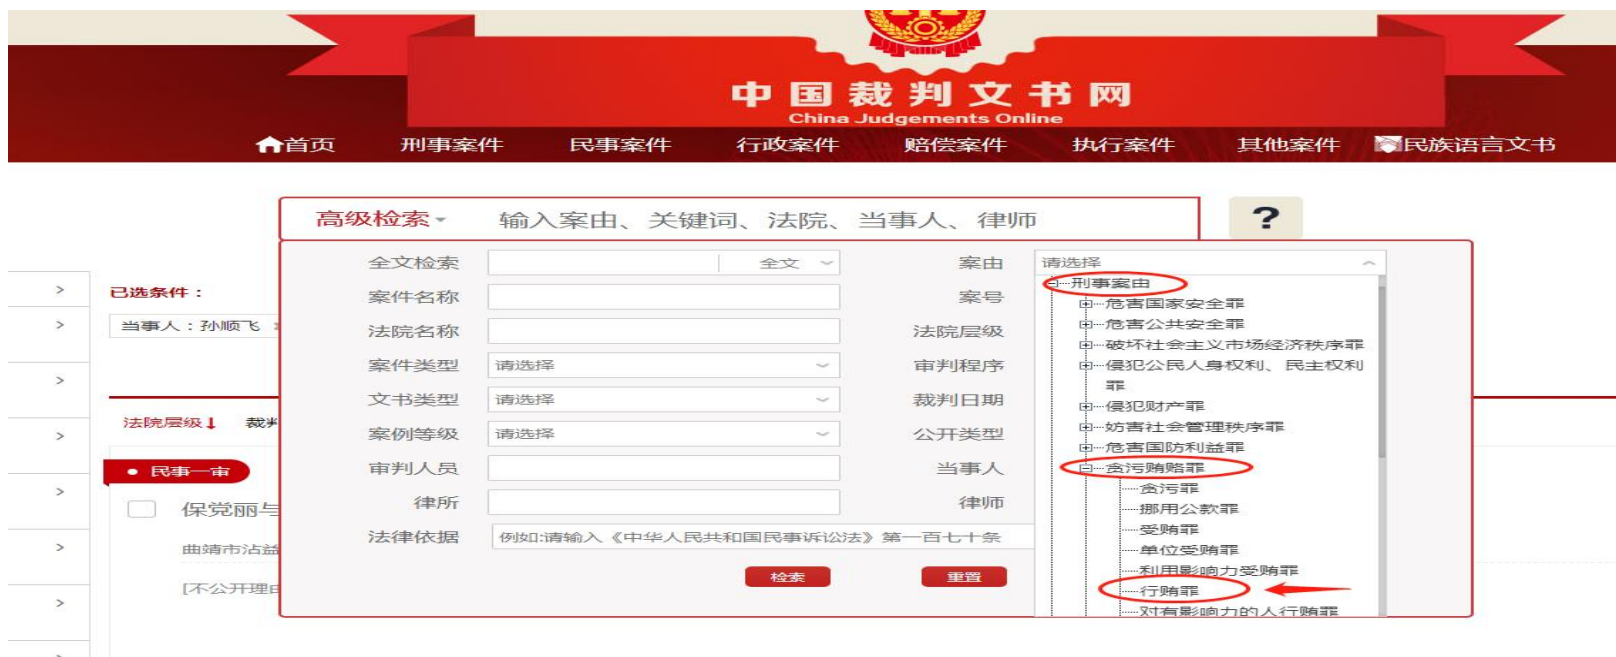 中国裁判文书网
China Judgements Online
首页 刑事案件 民事案件 行政案件 赔偿案件 执行案件 其他案件 民族语言文书
高级检索 输入案由、关键词、法院、当事人、律师 ?
全文检索 全文 案由 请选择
案件名称 案号
法院名称 法院层级
案件类型 请选择 审判程序
文书类型 请选择 裁判日期
案例等级 请选择 公开类型
审判人员 当事人
律所 律师
法律依据 例如:请输入《中华人民共和国民事诉讼法》第一百七十条
检索 重置
刑事案由
危害国家安全罪
危害公共安全罪
破坏社会主义市场经济秩序罪
侵犯公民人身权利、民主权利
罪
侵犯财产罪
妨害社会管理秩序罪
危害国防利益罪
贪污贿赂罪
贪污罪
挪用公款罪
受贿罪
单位受贿罪
利用影响力受贿罪
行贿罪
对有影响力的人行贿罪
已选条件：
当事人：孙顺飞
法院层级 裁判
民事一审
保党丽与
曲靖市沾益
[不公开理由